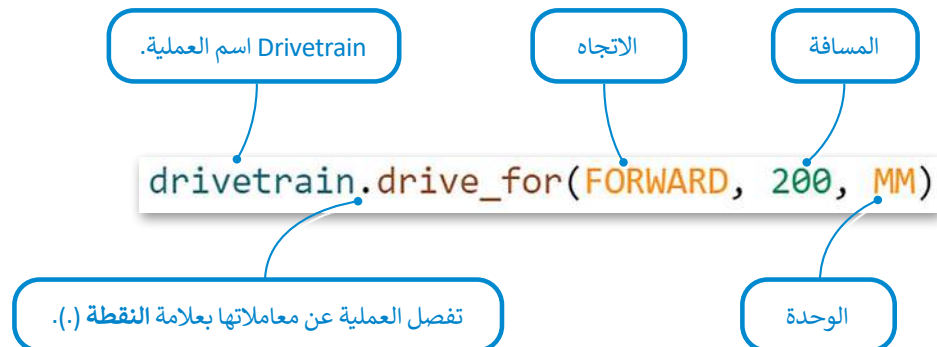 المسافة
الاتجاه
Drivetrain اسم العملية.
drivetrain.drive_for(FORWARD, 200, MM)
الوحدة
تفصل العملية عن معاملاتها بعلامة النقطة (.).